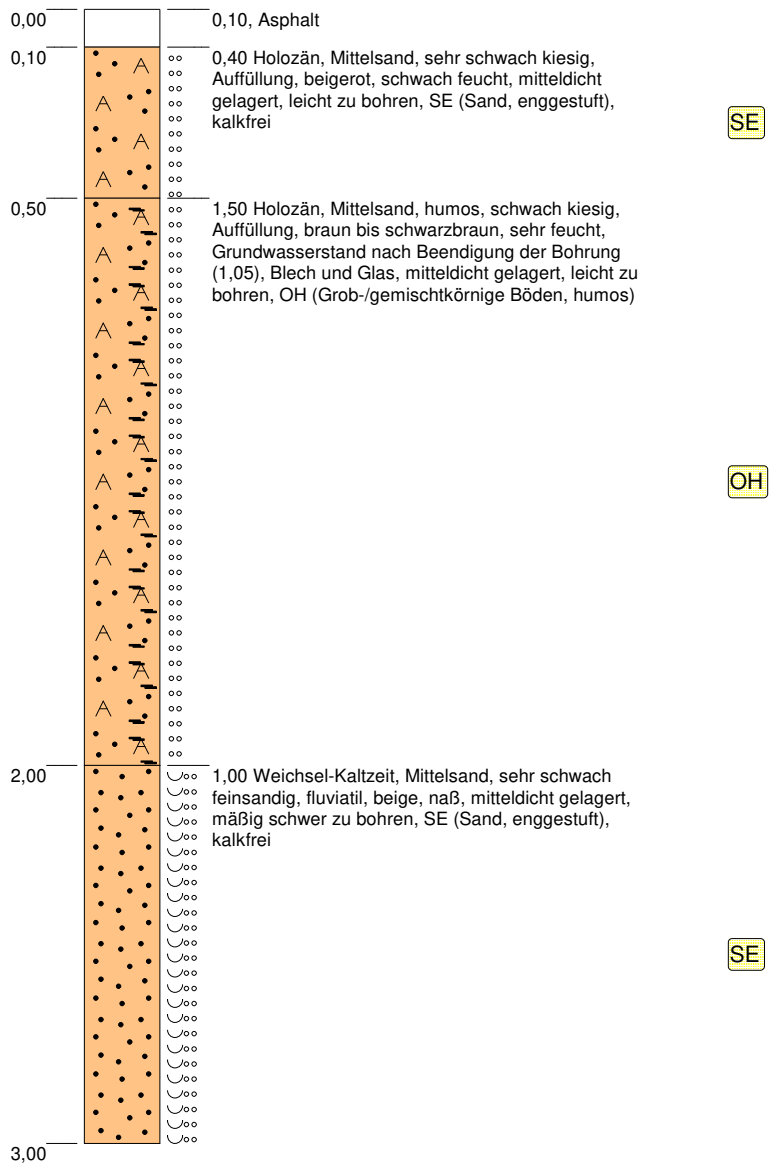 0,00
0,10, Asphalt
0,10
0,40 Holozän, Mittelsand, sehr schwach kiesig,
Auffüllung, beigerot, schwach feucht, mitteldicht
gelagert, leicht zu bohren, SE (Sand, enggestuft),
kalkfrei
SE
0,50
1,50 Holozän, Mittelsand, humos, schwach kiesig,
Auffüllung, braun bis schwarzbraun, sehr feucht,
Grundwasserstand nach Beendigung der Bohrung
(1,05), Blech und Glas, mitteldicht gelagert, leicht zu
bohren, OH (Grob-/gemischtkörnige Böden, humos)
OH
2,00
1,00 Weichsel-Kaltzeit, Mittelsand, sehr schwach
feinsandig, fluviatil, beige, naß, mitteldicht gelagert,
mäßig schwer zu bohren, SE (Sand, enggestuft),
kalkfrei
SE
3,00